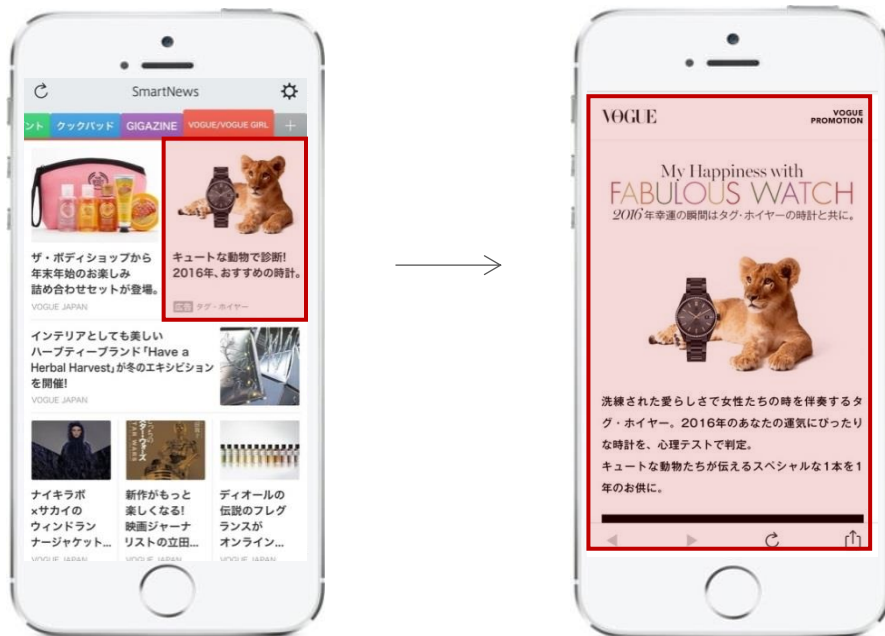 SmartNews
ント
クックパッド
GIGAZINE
VOGUE/VOGUE GIRL
+
ザ・ボディショップから
年末年始のお楽しみ
詰め合わせセットが登場。
VOGUE JAPAN
キュートな動物で診断!
2016年、おすすめの時計。
広告 タグ・ホイヤー
インテリアとしても美しい
ハーブティーブランド「Have a
Herbal Harvest」が冬のエキシビション
を開催!
VOGUE JAPAN
STAR WARS
ナイキラボ
×サカイの
ウィンドラン
ナージャケット...
VOGUE JAPAN
新作がもっと
楽しくなる!
映画ジャーナ
リストの立田...
VOGUE JAPAN
ディオールの
伝説のフレグ
ランスが
オンライン...
VOGUE JAPAN
VOGUE
VOGUE
PROMOTION
My Happiness with
FABULOUS WATCH
2016年幸運の瞬間はタグ・ホイヤーの時計と共に。
洗練された愛らしさで女性たちの時を伴奏するタ
グ・ホイヤー。2016年のあなたの運気にぴったり
な時計を、心理テストで判定。
キュートな動物たちが伝えるスペシャルな1本を1
年のお供に。